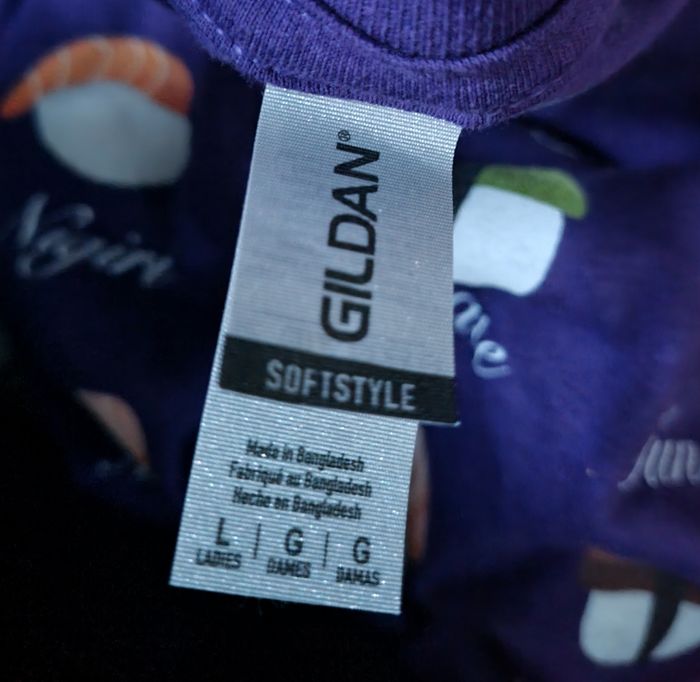 GILDAN®
SOFTSTYLE
Made in Bangladesh
Fabriqué au Bangladesh
Hecho en Bangladesh
L | G | G
LADIES DAMES DAMAS
Nigiri